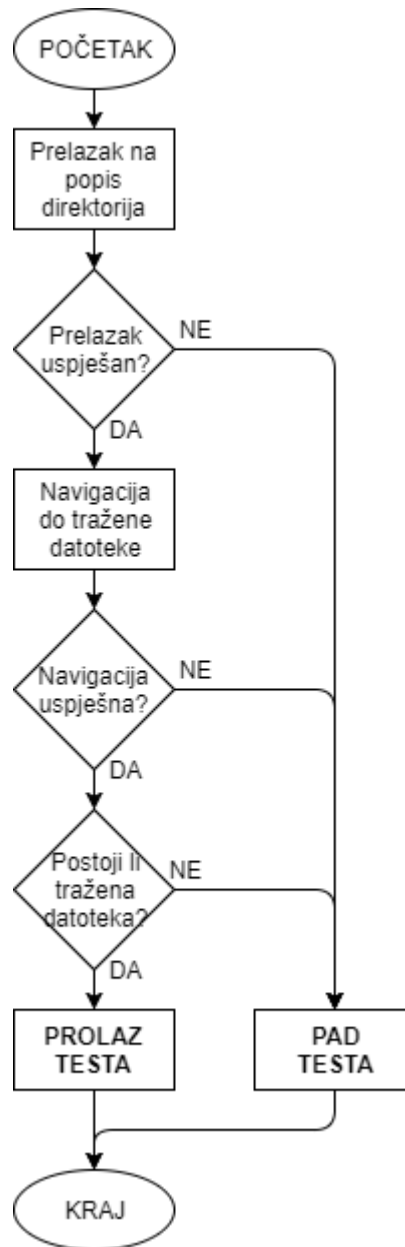 POČETAK
Prelazak na
popis
direktorija
Prelazak
uspješan?
NE
DA
Navigacija
do tražene
datoteke
Navigacija
uspješna?
NE
DA
Postoji li
tražena
datoteka?
NE
DA
PROLAZ
TESTA
PAD
TESTA
KRAJ